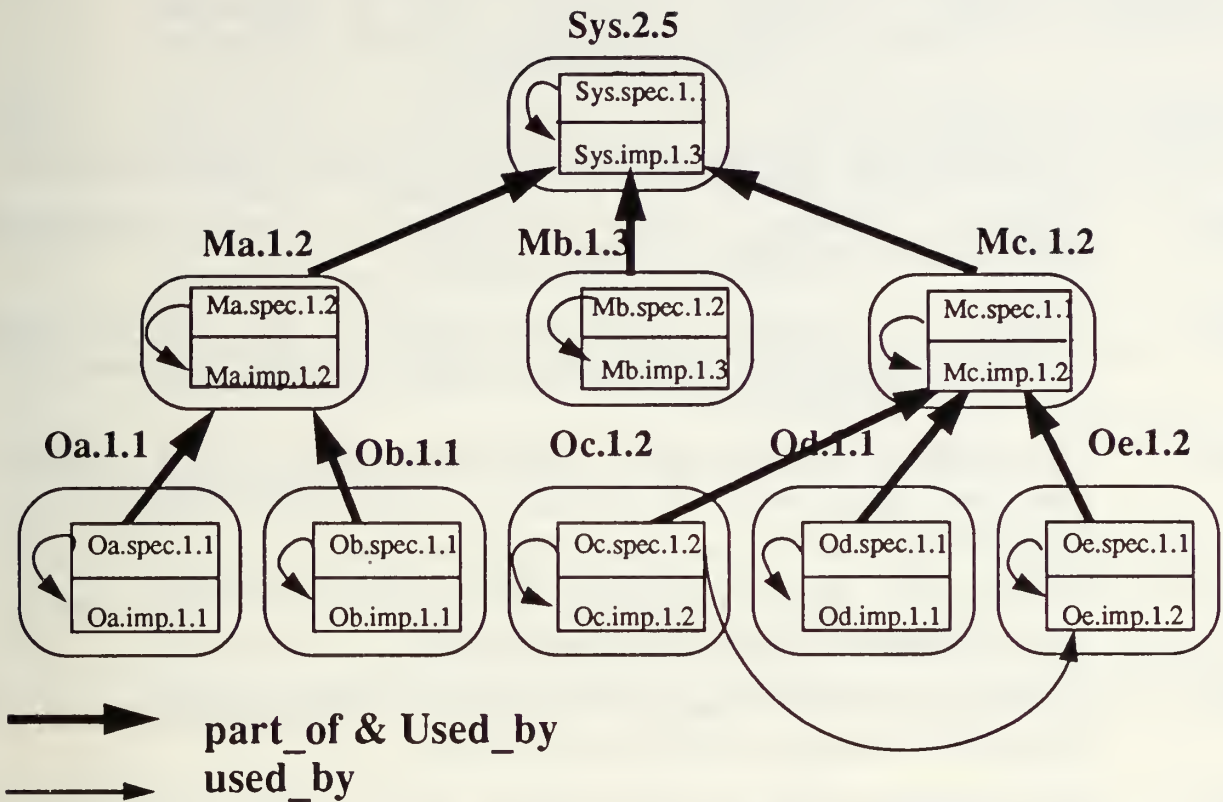 Sys.2.5
Sys.spec.1.1
Sys.imp.1.3
Ma.1.2
Mb.1.3
Mc. 1.2
Ma.spec.1.2
Ma.imp.1.2
Mb.spec.1.2
Mb.imp.1.3
Mc.spec.1.1
Mc.imp.1.2
Oa.1.1
Ob.1.1
Oc.1.2
Od.1.1
Oe.1.2
Oa.spec.1.1
Oa.imp.1.1
Ob.spec.1.1
Ob.imp.1.1
Oc.spec.1.2
Oc.imp.1.2
Od.spec.1.1
Od.imp.1.1
Oe.spec.1.1
Oe.imp.1.2
part_of & Used_by
used_by